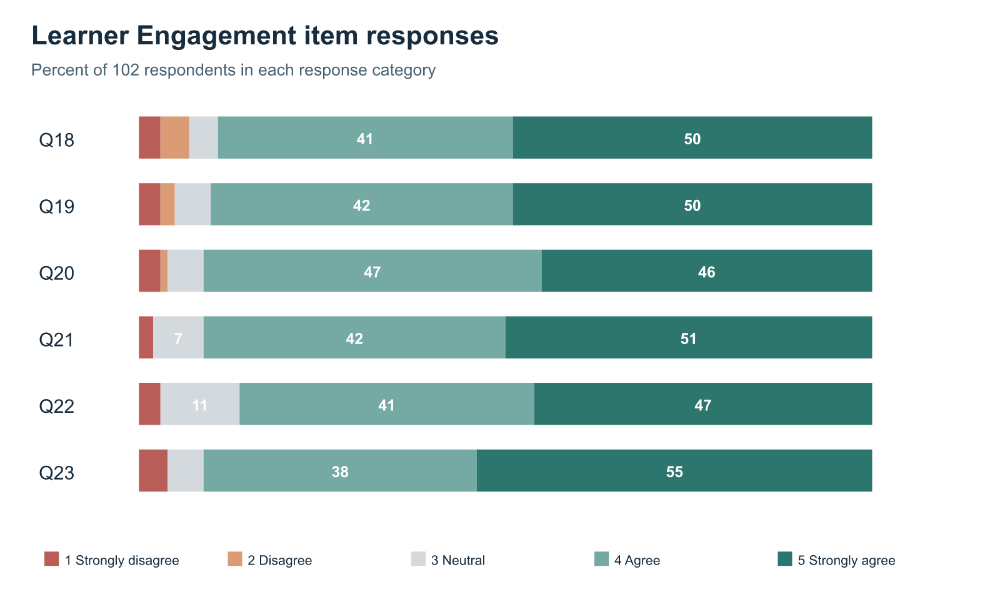 Learner Engagement item responses
Percent of 102 respondents in each response category
Q18 41 50
Q19 42 50
Q20 47 46
Q21 7 42 51
Q22 11 41 47
Q23 38 55
1 Strongly disagree 2 Disagree 3 Neutral 4 Agree 5 Strongly agree